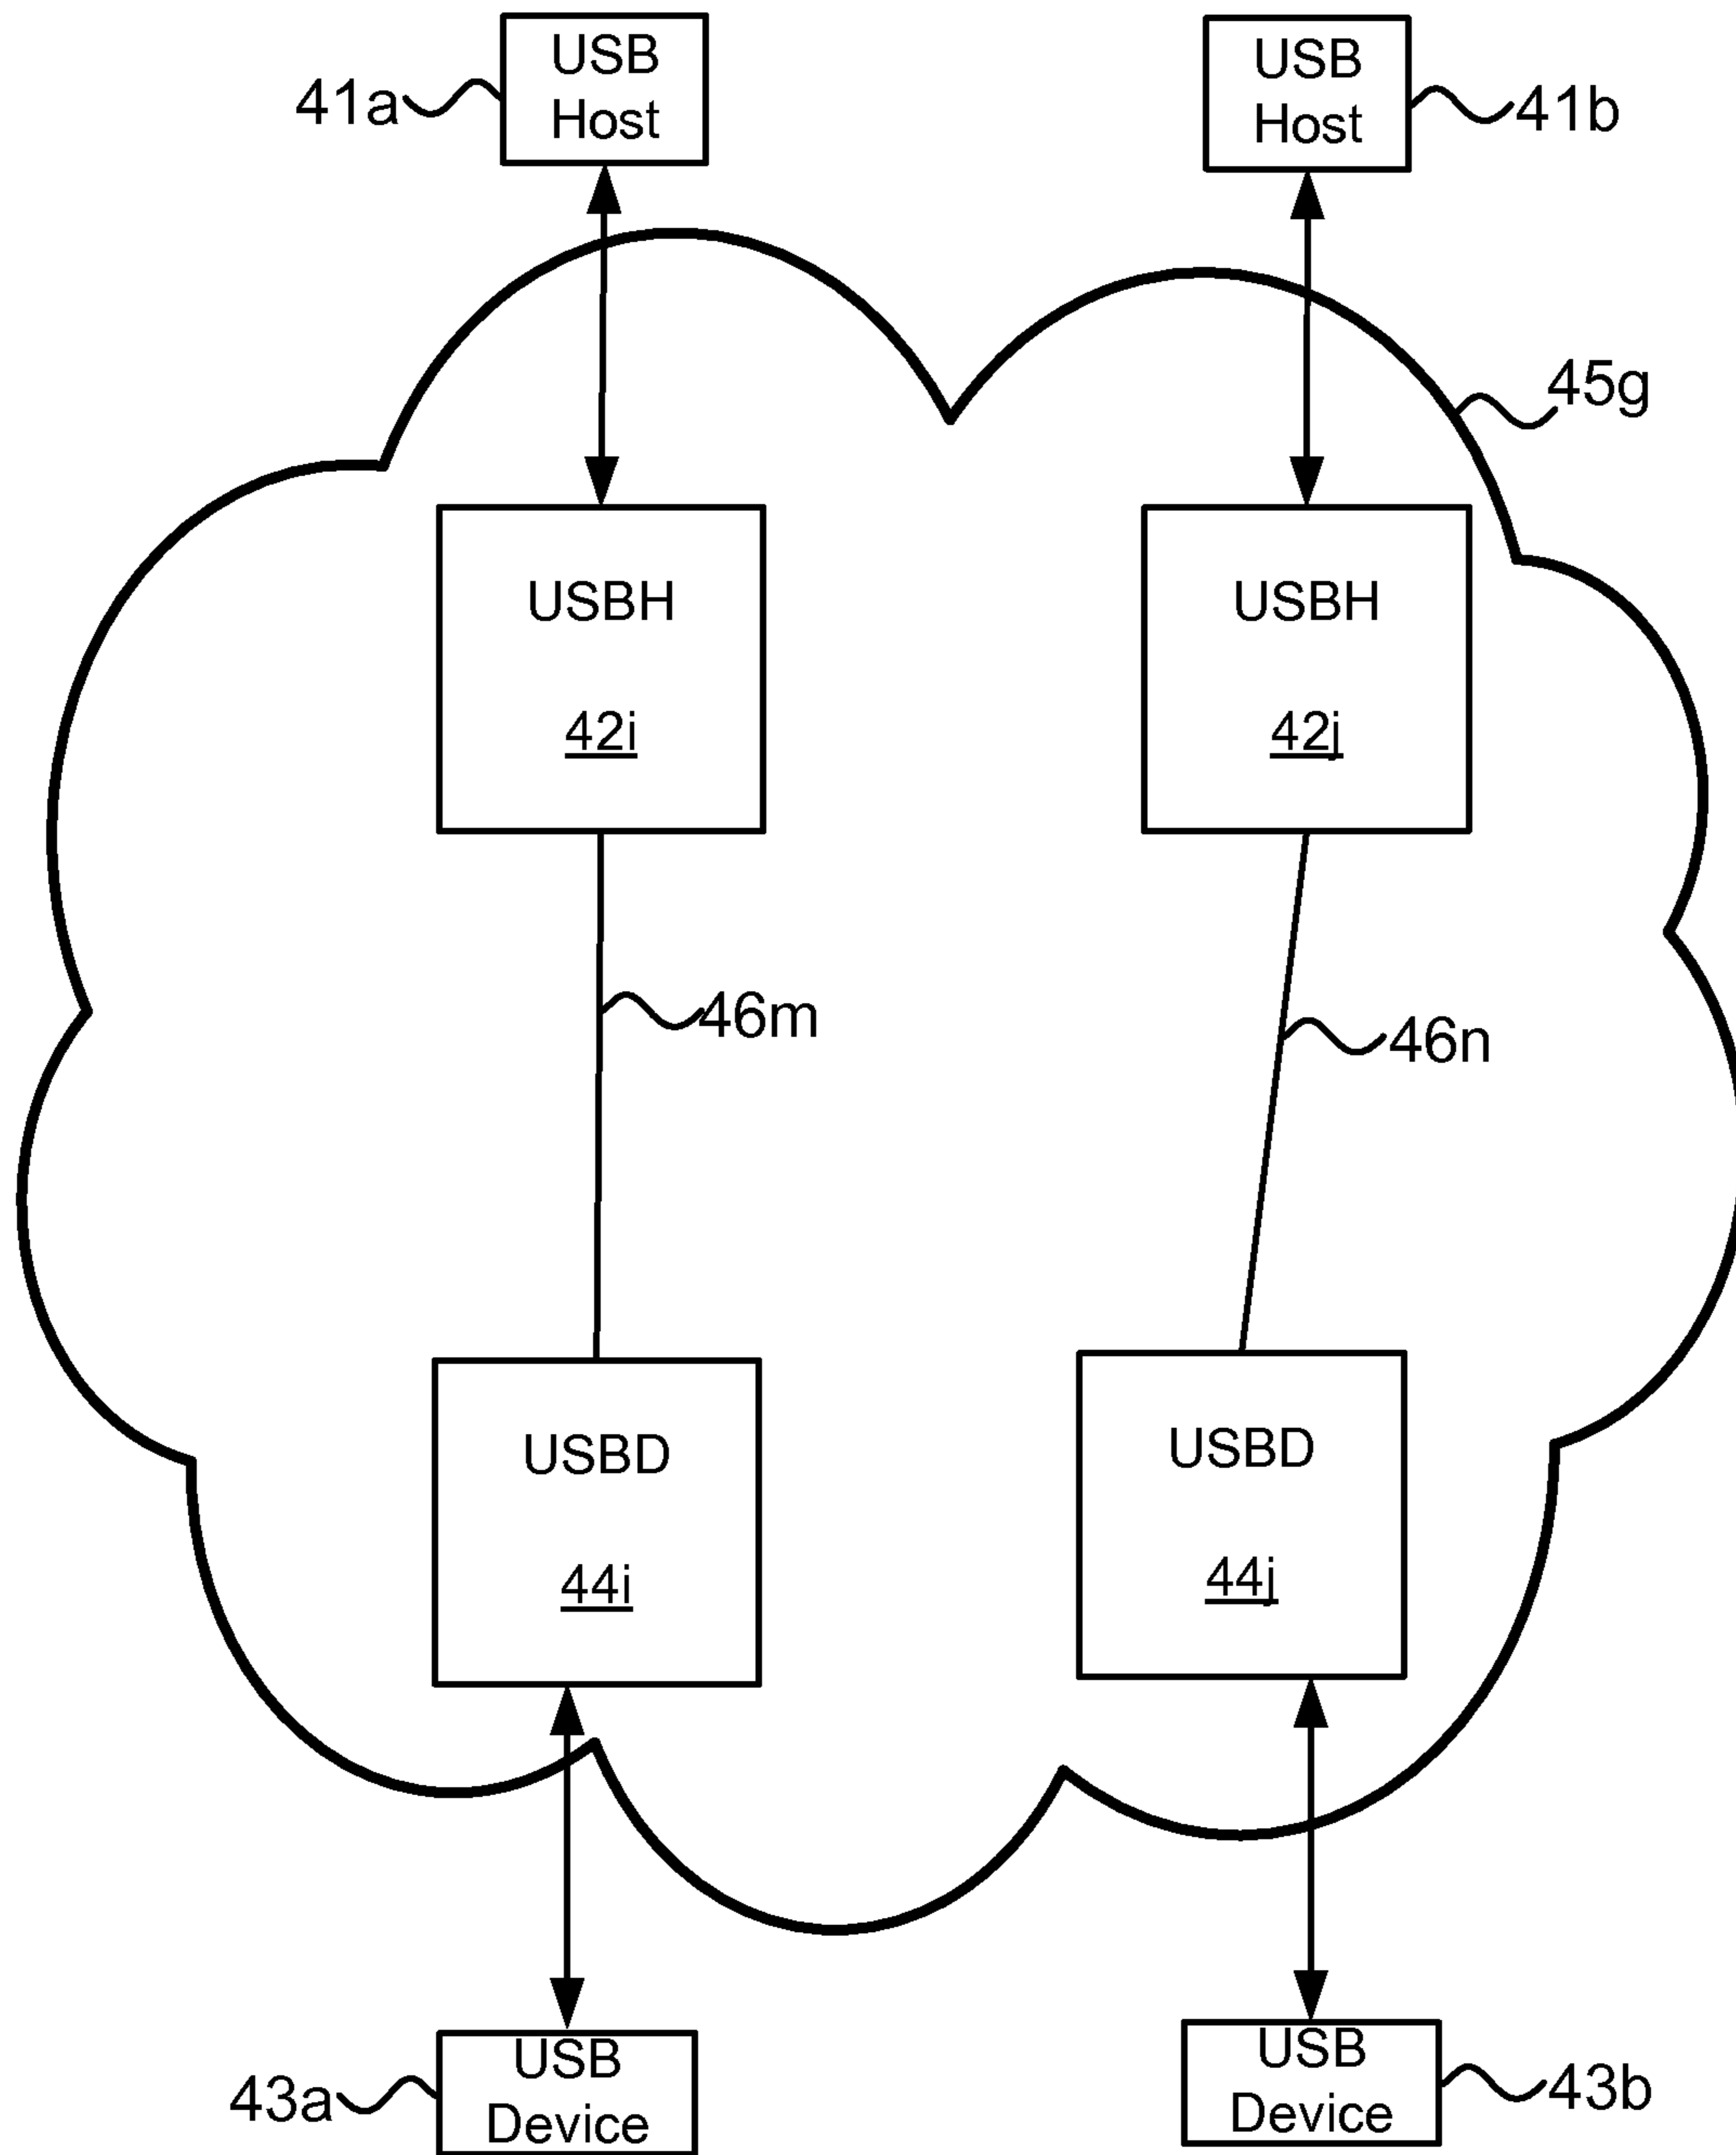 USB
Host
41a
USB
Host
41b
45g
USBH
42i
USBH
42j
46m
46n
USBD
44i
USBD
44j
USB
Device
43a
USB
Device
43b